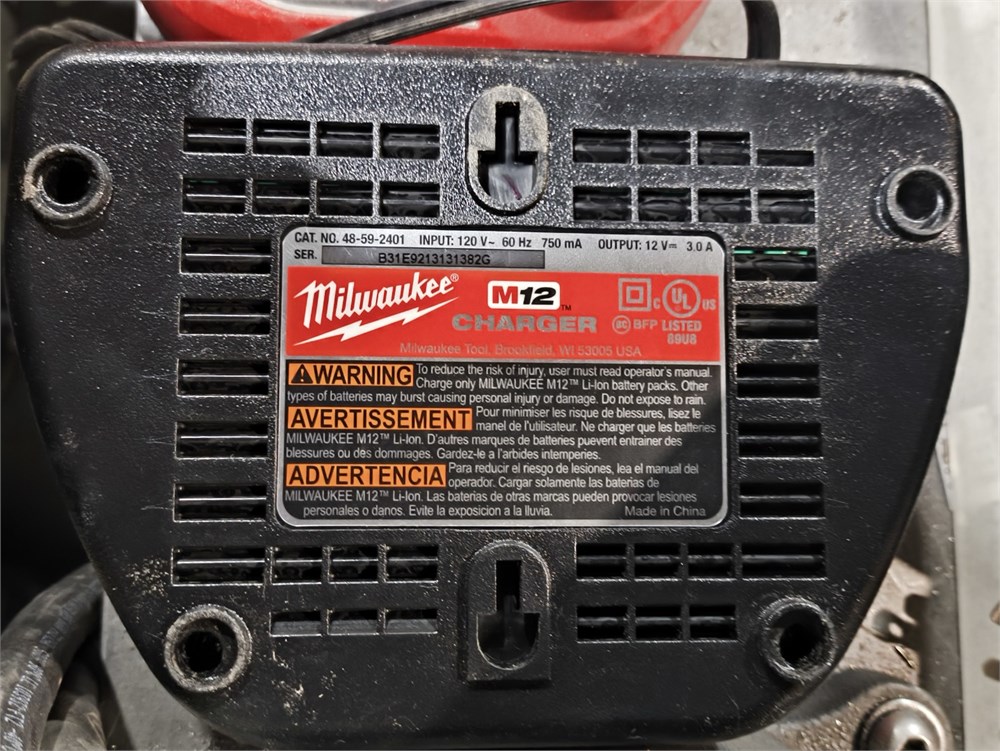 CAT. NO. 48-59-2401 INPUT: 120 V~ 60 Hz 750 mA OUTPUT: 12 V⎓ 3.0 A
SER. B31E9213131382G
Milwaukee® M12™ C UL US
CHARGER BC BFP LISTED
69U8
Milwaukee Tool, Brookfield, WI 53005 USA
WARNING To reduce the risk of injury, user must read operator's manual.
Charge only MILWAUKEE M12™ Li-Ion battery packs. Other
types of batteries may burst causing personal injury or damage. Do not expose to rain.
AVERTISSEMENT Pour minimiser les risque de blessures, lisez le
manel de l'utilisateur. Ne charger que les batteries
MILWAUKEE M12™ Li-Ion. D'autres marques de batteries puevent entrainer des
blessures ou des dommages. Gardez-le a l'arbides intemperies.
ADVERTENCIA Para reducir el riesgo de lesiones, lea el manual del
operador. Cargar solamente las baterias de
MILWAUKEE M12™ Li-Ion. Las baterias de otras marcas pueden provocar lesiones
personales o danos. Evite la exposicion a la lluvia. Made in China